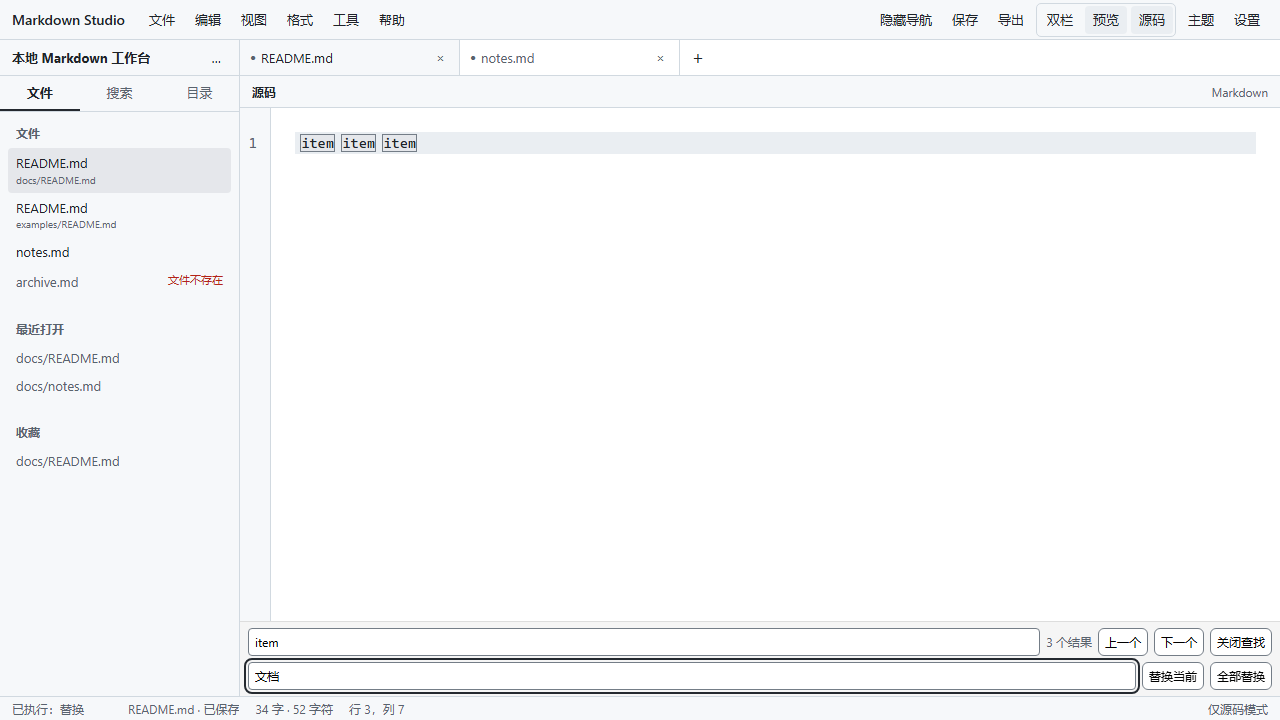 Markdown Studio 文件 编辑 视图 格式 工具 帮助 隐藏导航 保存 导出 双栏 预览 源码 主题 设置
本地 Markdown 工作台 ...
• README.md × • notes.md × +
文件 搜索 目录
源码 Markdown
文件
README.md
docs/README.md
README.md
examples/README.md
notes.md
archive.md 文件不存在
最近打开
docs/README.md
docs/notes.md
收藏
docs/README.md
1 item item item
item 3 个结果 上一个 下一个 关闭查找
文档 替换当前 全部替换
已执行：替换 README.md · 已保存 34 字 · 52 字符 行 3，列 7 仅源码模式